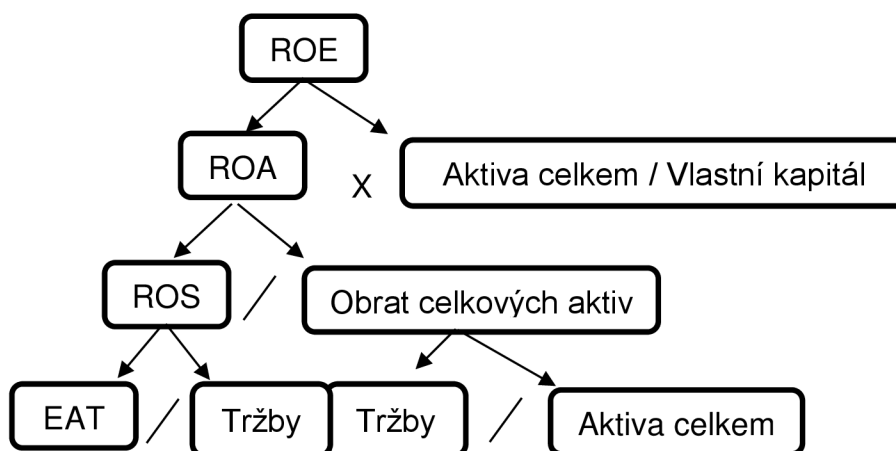 ROE
ROA X Aktiva celkem / Vlastní kapitál
ROS / Obrat celkových aktiv
EAT / Tržby Tržby / Aktiva celkem